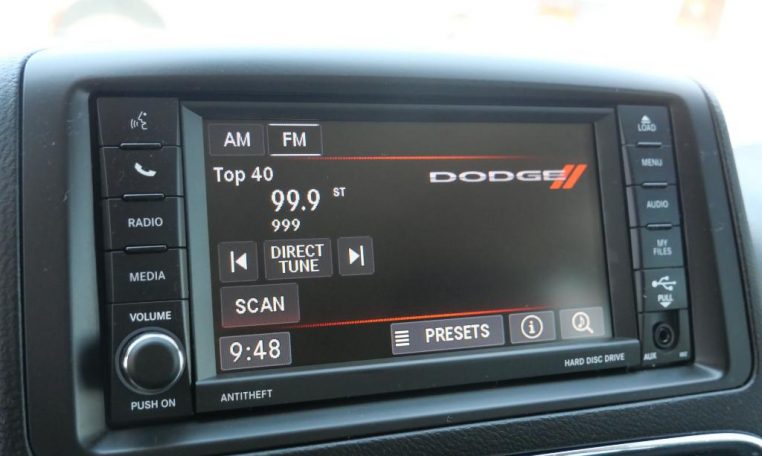 AM FM
Top 40
99.9 ST
999
DIRECT
TUNE
SCAN
9:48
PRESETS
DODGE
RADIO
MEDIA
VOLUME
PUSH ON
LOAD
MENU
AUDIO
MY
FILES
PULL
AUX
ANTITHEFT
HARD DISC DRIVE